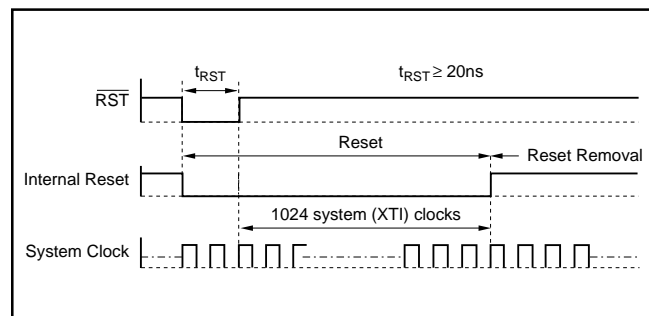 tRST
tRST ≥ 20ns
RST
Reset
Reset Removal
Internal Reset
1024 system (XTI) clocks
System Clock